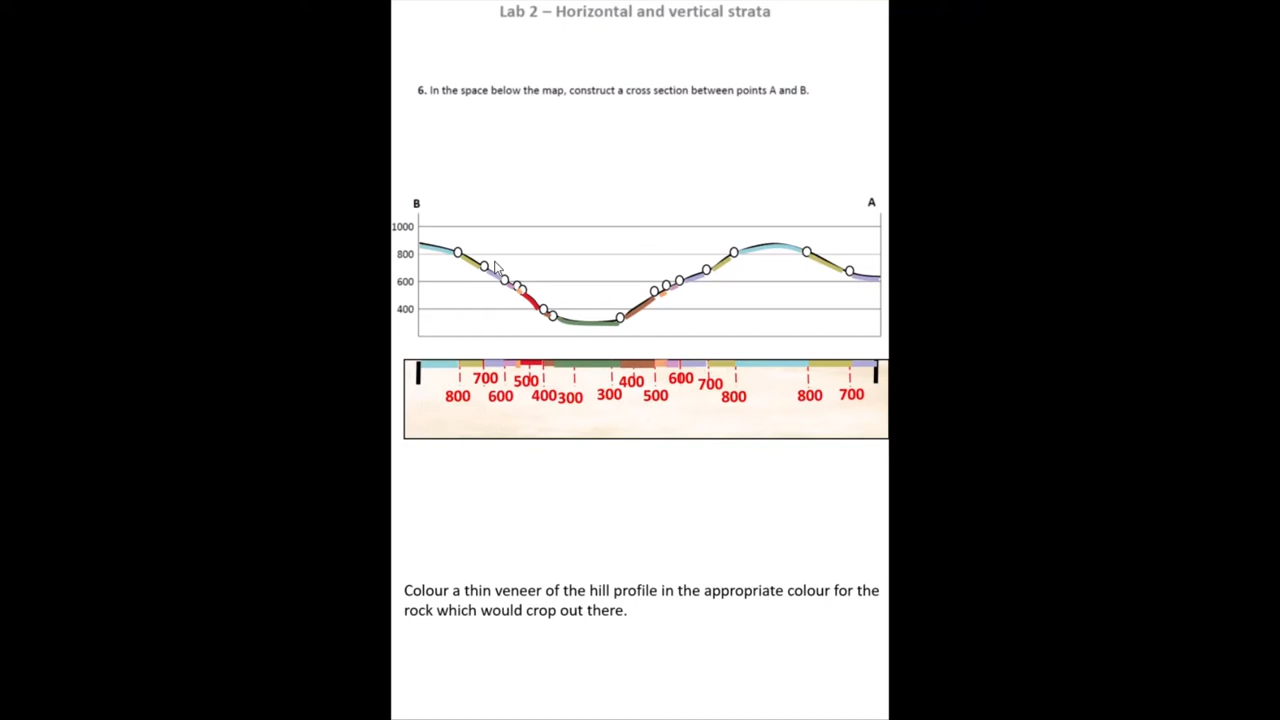 Lab 2 – Horizontal and vertical strata
6. In the space below the map, construct a cross section between points A and B.
B A
1000
800
600
400
700 500 400 600 700
800 600 400 300 300 500 800 800 700
Colour a thin veneer of the hill profile in the appropriate colour for the
rock which would crop out there.